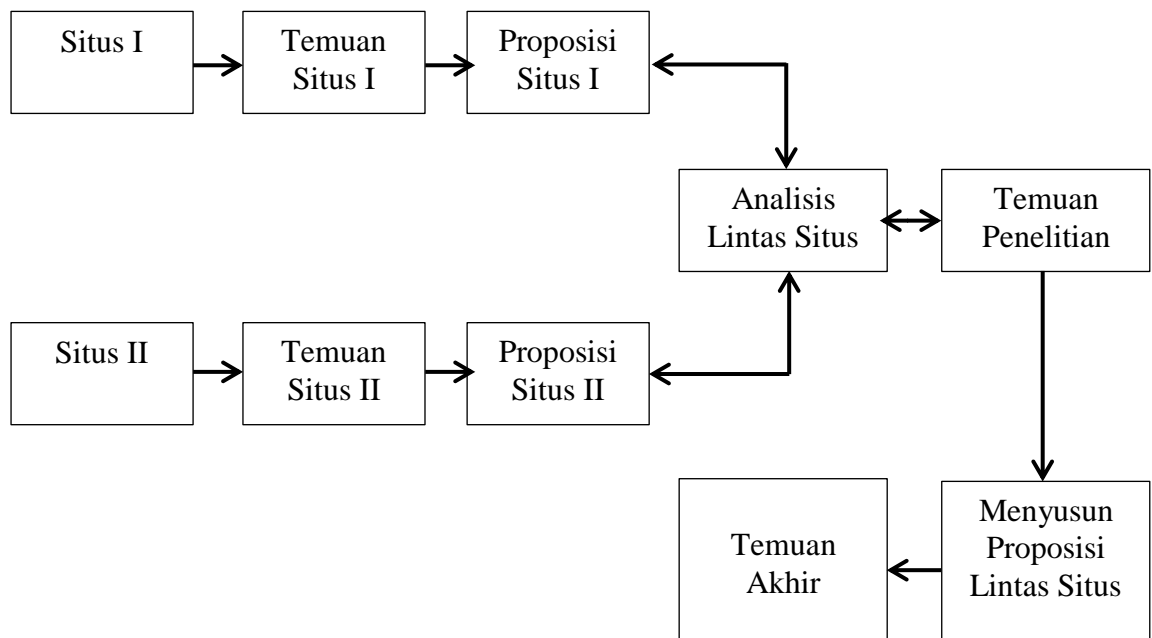 Situs I
Temuan
Situs I
Proposisi
Situs I
Analisis
Lintas Situs
Temuan
Penelitian
Situs II
Temuan
Situs II
Proposisi
Situs II
Temuan
Akhir
Menyusun
Proposisi
Lintas Situs